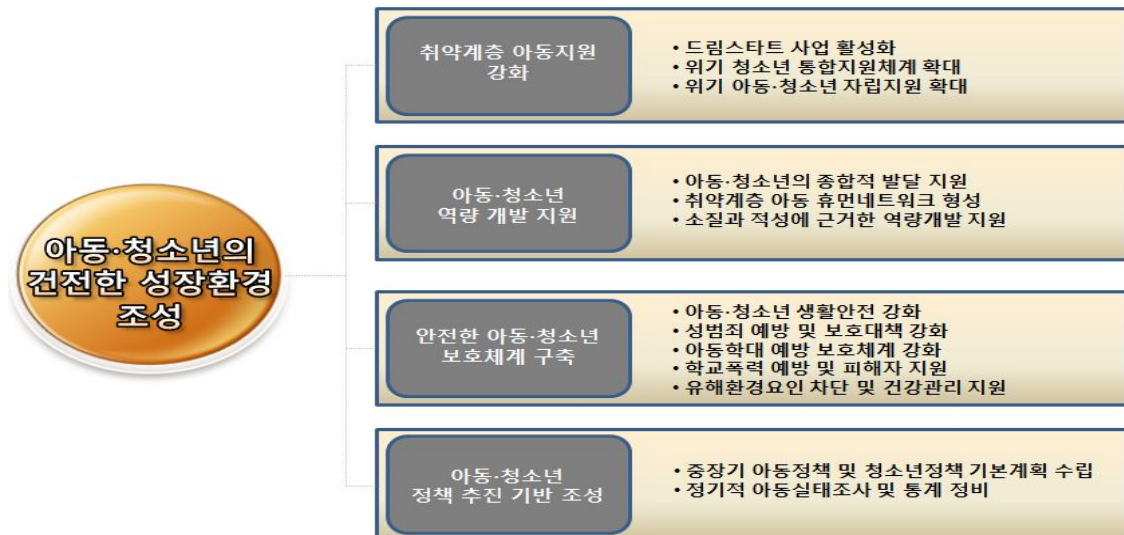 아동·청소년의
건전한 성장환경
조성
취약계층 아동지원
강화
• 드림스타트 사업 활성화
• 위기 청소년 통합지원체계 확대
• 위기 아동·청소년 자립지원 확대
아동·청소년
역량 개발 지원
• 아동·청소년의 종합적 발달 지원
• 취약계층 아동 휴먼네트워크 형성
• 소질과 적성에 근거한 역량개발 지원
안전한 아동·청소년
보호체계 구축
• 아동·청소년 생활안전 강화
• 성범죄 예방 및 보호대책 강화
• 아동학대 예방 보호체계 강화
• 학교폭력 예방 및 피해자 지원
• 유해환경요인 차단 및 건강관리 지원
아동·청소년
정책 추진 기반 조성
• 중장기 아동정책 및 청소년정책 기본계획 수립
• 정기적 아동실태조사 및 통계 정비